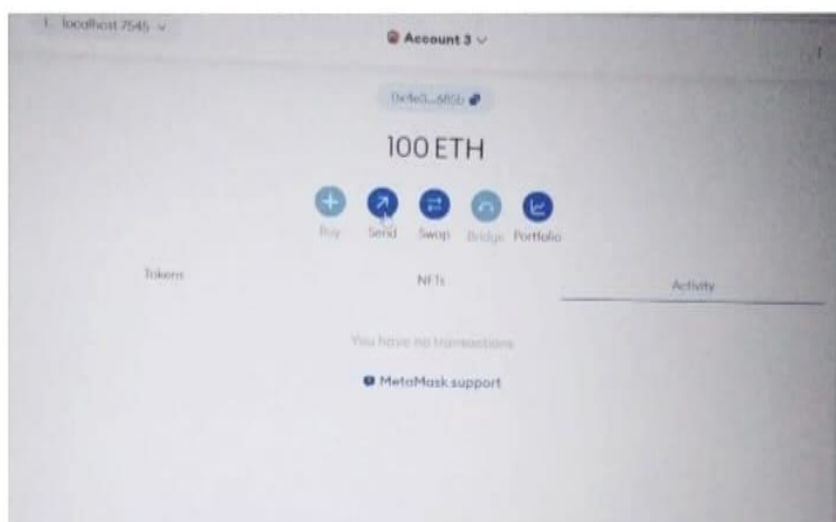 localhost 7545
Account 3
100 ETH
Buy Send Swap Bridge Portfolio
Tokens NFTs Activity
You have no transactions
MetaMask support